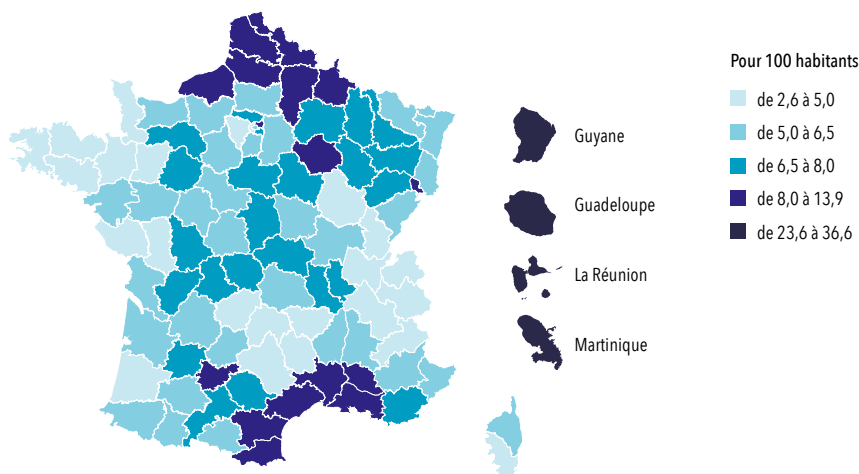 Pour 100 habitants
de 2,6 à 5,0
de 5,0 à 6,5
de 6,5 à 8,0
de 8,0 à 13,9
de 23,6 à 36,6
Guyane
Guadeloupe
La Réunion
Martinique